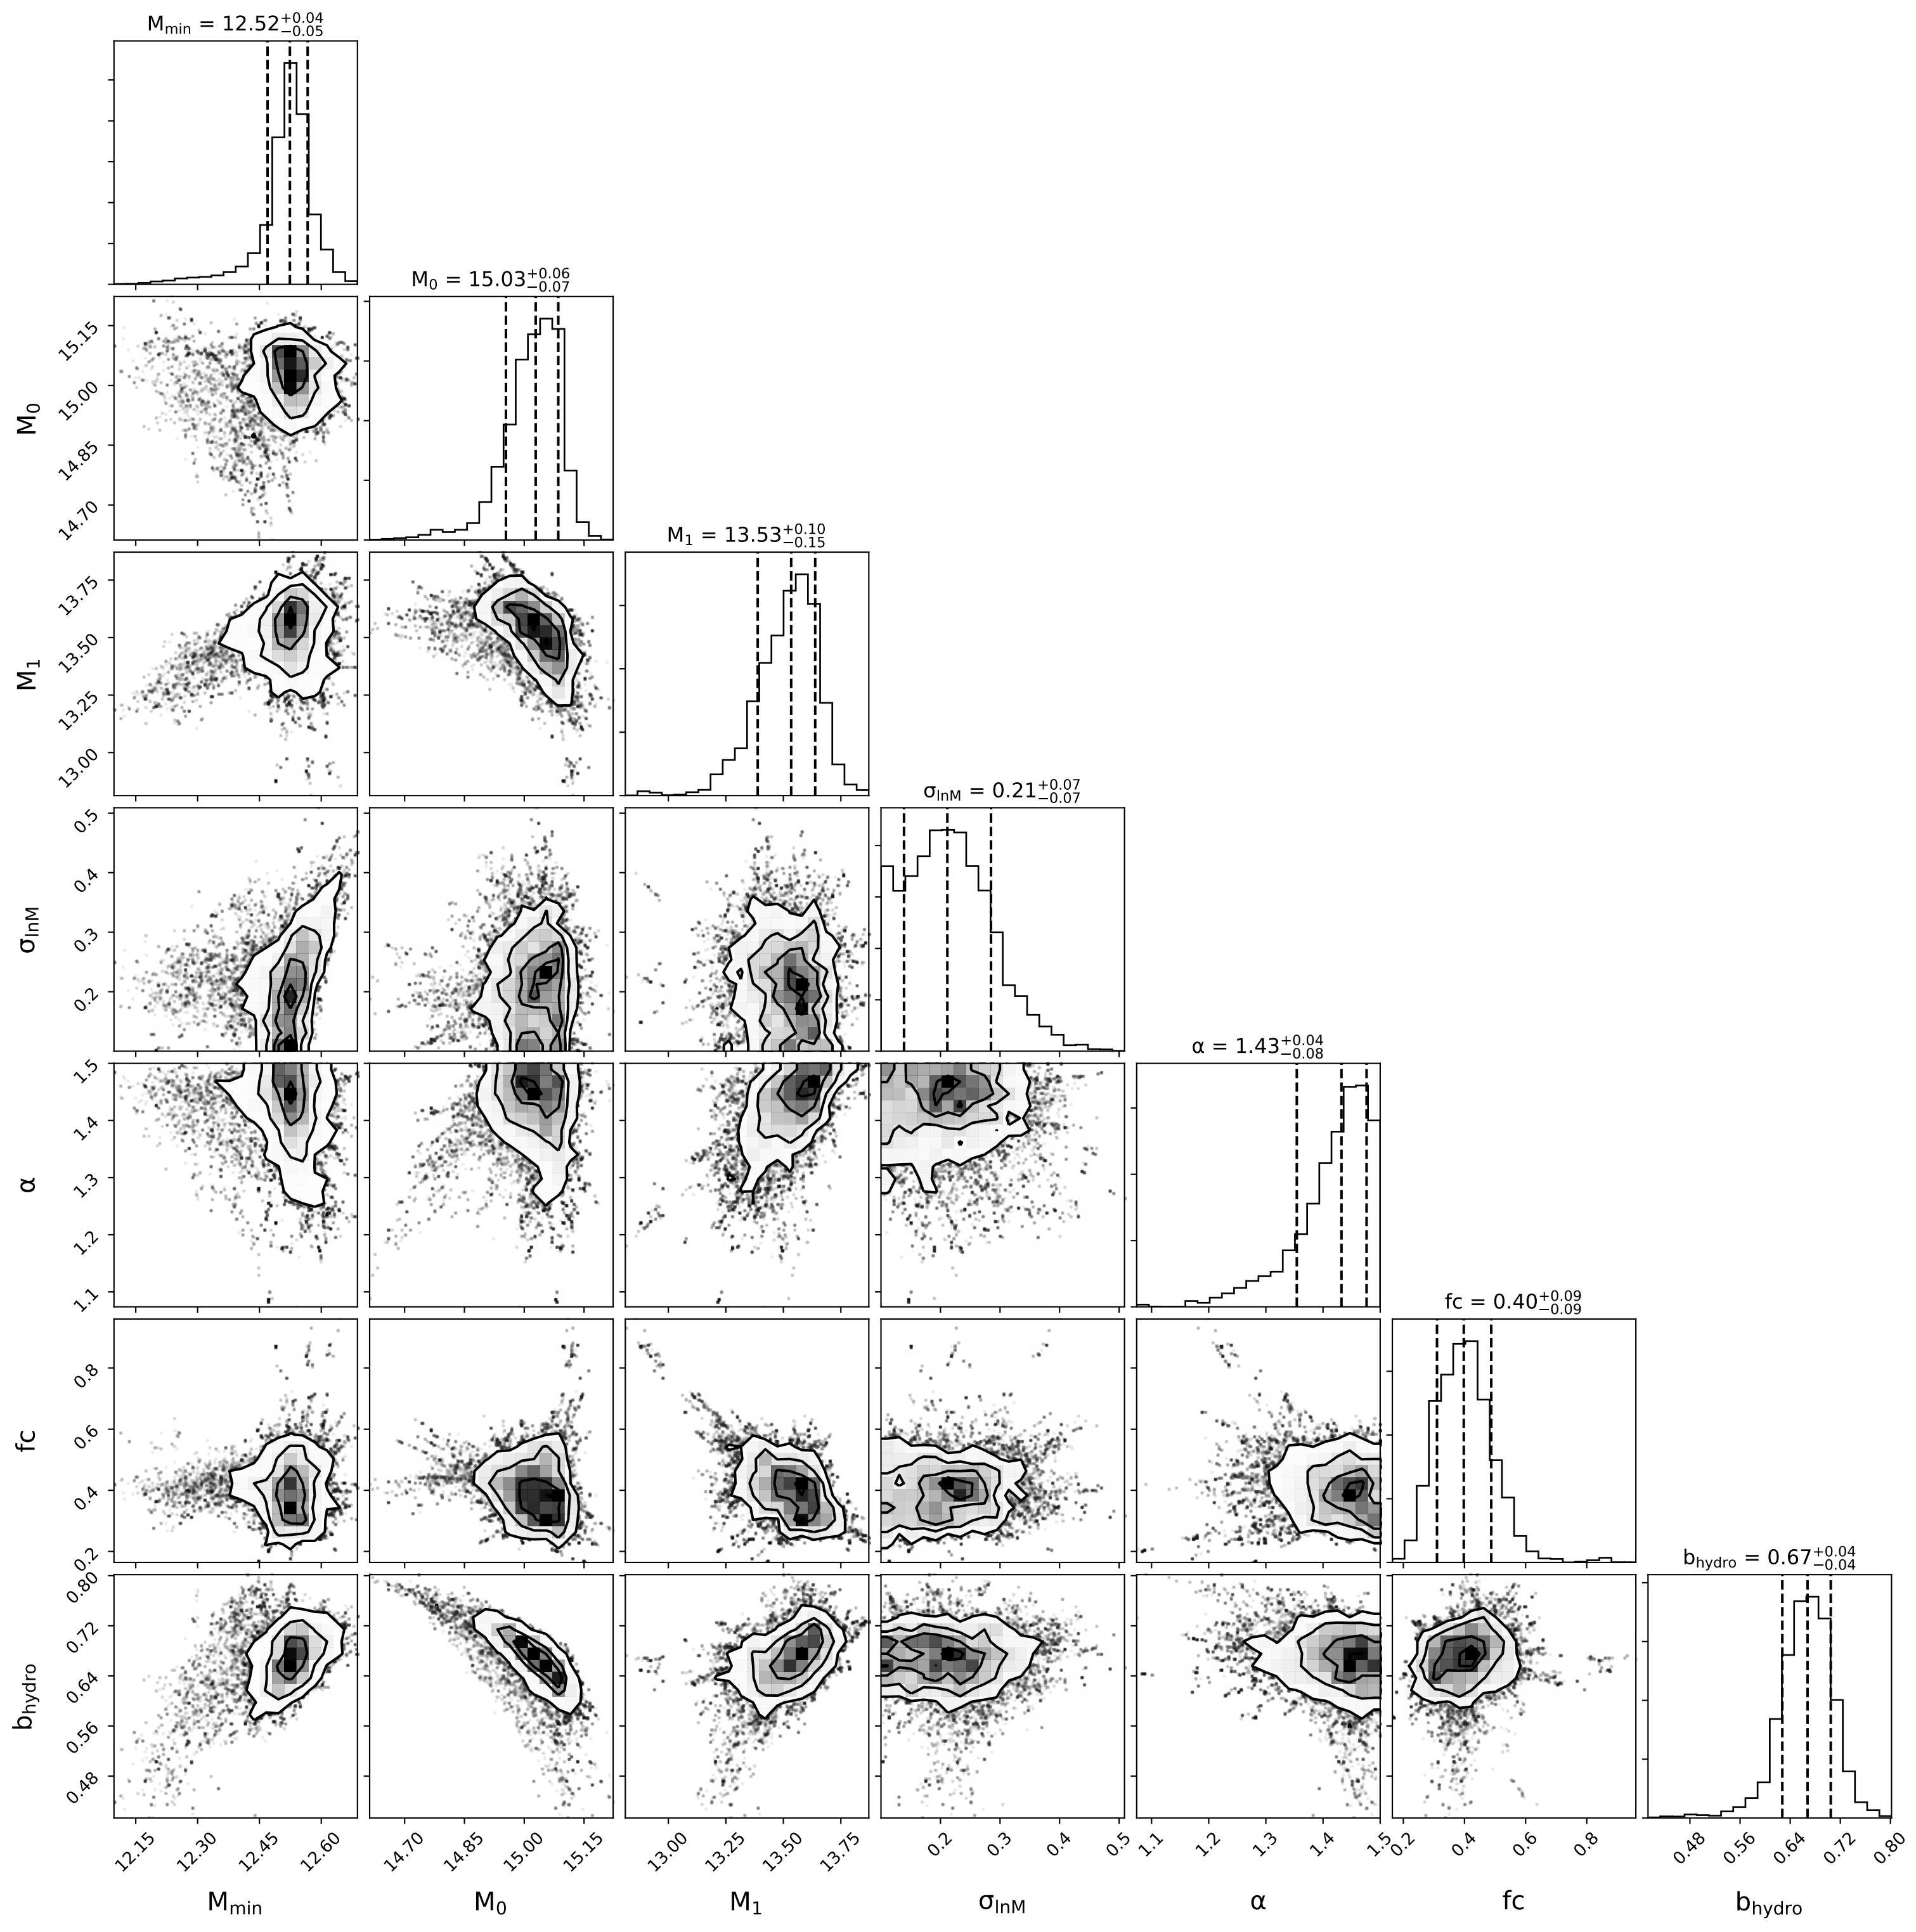 M_min = 12.52 +0.04 −0.05
M_0 = 15.03 +0.06 −0.07
15.15
15.00
14.85
14.70
M_0
M_1 = 13.53 +0.10 −0.15
13.75
13.50
13.25
13.00
M_1
σ_lnM = 0.21 +0.07 −0.07
0.5
0.4
0.3
0.2
σ_lnM
α = 1.43 +0.04 −0.08
1.5
1.4
1.3
1.2
1.1
α
fc = 0.40 +0.09 −0.09
0.8
0.6
0.4
0.2
fc
b_hydro = 0.67 +0.04 −0.04
0.80
0.72
0.64
0.56
0.48
b_hydro
12.15 12.30 12.45 12.60 14.70 14.85 15.00 15.15 13.00 13.25 13.50 13.75 0.2 0.3 0.4 0.5 1.1 1.2 1.3 1.4 1.5 0.2 0.4 0.6 0.8 0.48 0.56 0.64 0.72 0.80
M_min M_0 M_1 σ_lnM α fc b_hydro